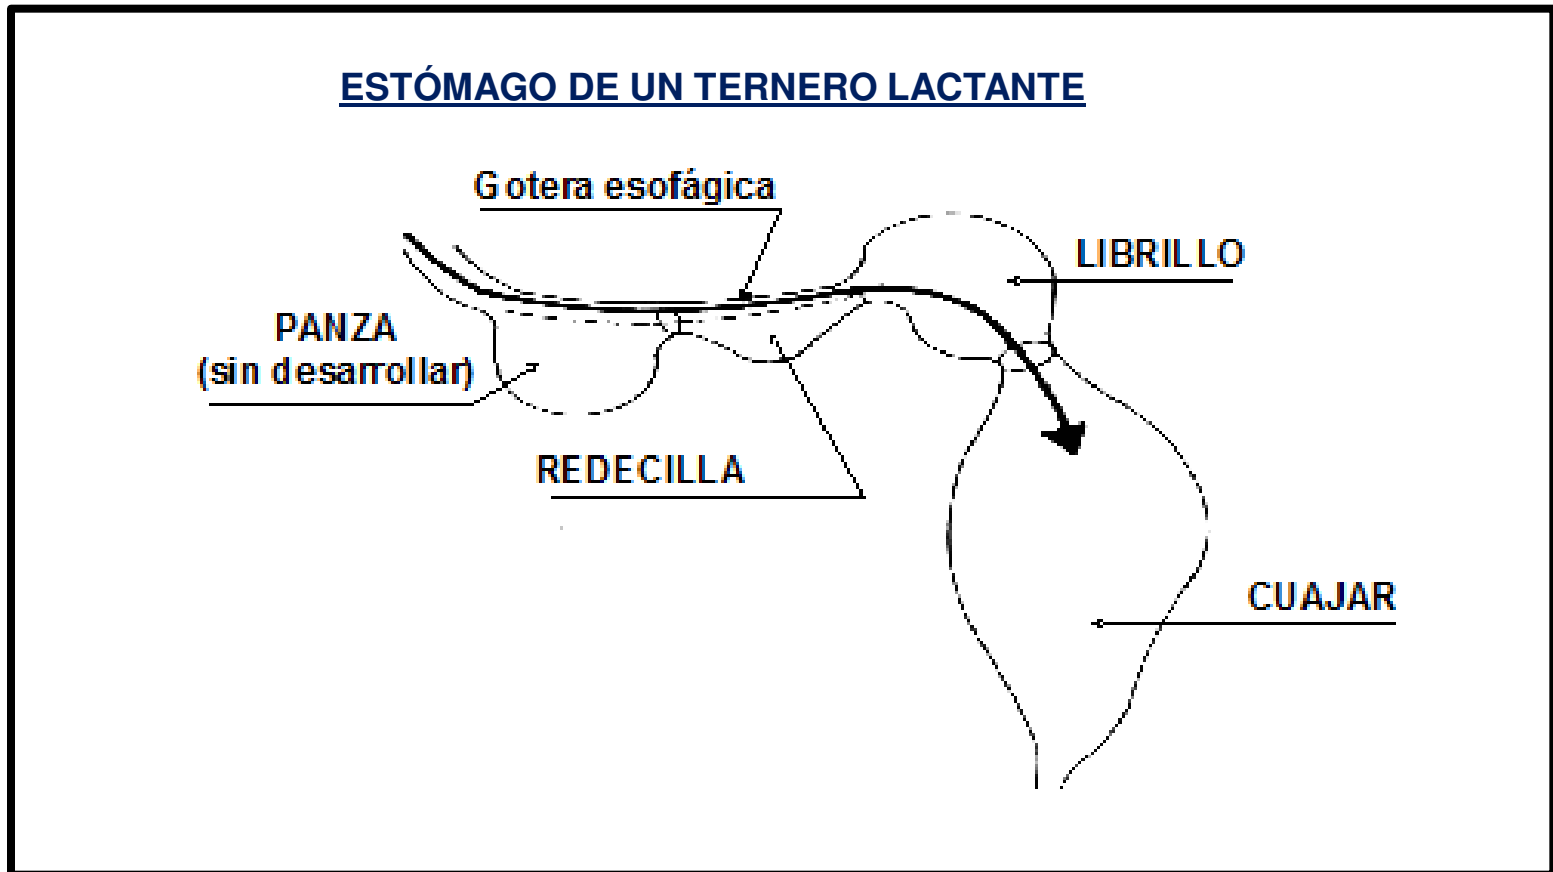 ESTÓMAGO DE UN TERNERO LACTANTE
Gotera esofágica
LIBRILLO
PANZA
(sin desarrollar)
REDECILLA
CUAJAR